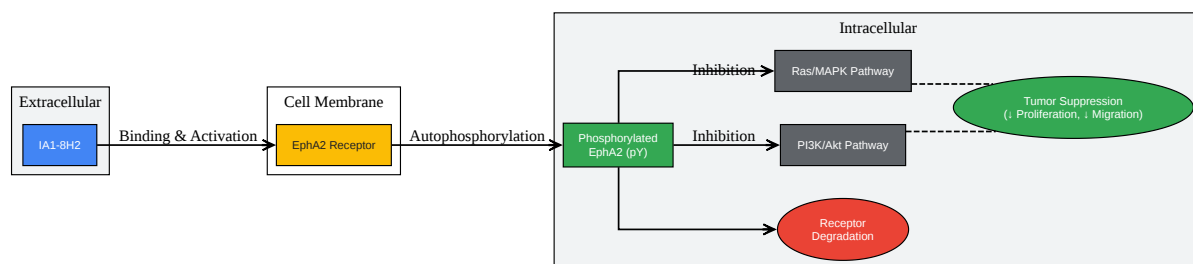 Intracellular
Inhibition
Ras/MAPK Pathway
Extracellular
Cell Membrane
Tumor Suppression
(↓ Proliferation, ↓ Migration)
IA1-8H2
Binding & Activation
EphA2 Receptor
Autophosphorylation
Phosphorylated
EphA2 (pY)
Inhibition
PI3K/Akt Pathway
Receptor
Degradation